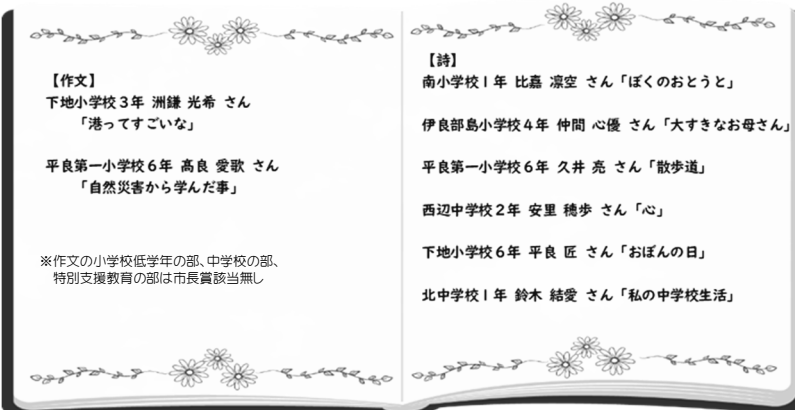 【作文】
下地小学校3年 洲鎌 光希 さん
「港ってすごいな」
平良第一小学校6年 髙良 愛歌 さん
「自然災害から学んだ事」
※作文の小学校低学年の部、中学校の部、
特別支援教育の部は市長賞該当無し
【詩】
南小学校1年 比嘉 凛空 さん「ぼくのおとうと」
伊良部島小学校4年 仲間 心優 さん「大すきなお母さん」
平良第一小学校6年 久井 亮 さん「散歩道」
西辺中学校2年 安里 穂歩 さん「心」
下地小学校6年 平良 匠 さん「おぼんの日」
北中学校1年 鈴木 結愛 さん「私の中学校生活」